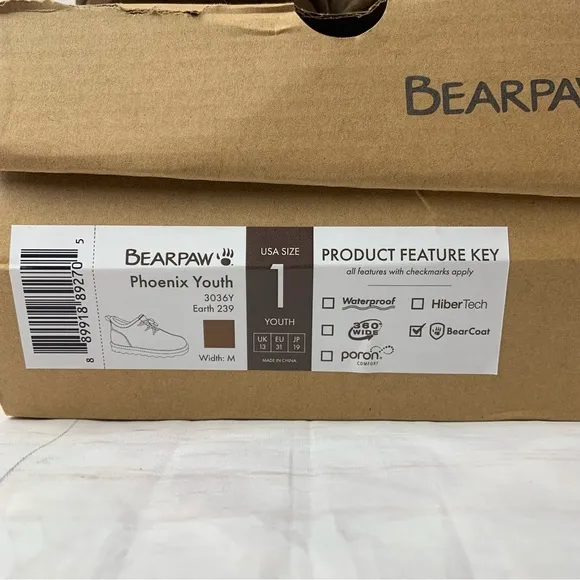 BEARPA
8 89918 89270 5
BEARPAW
Phoenix Youth
3036Y
Earth 239
Width: M
USA SIZE
1
YOUTH
UK EU JP
13 31 19
MADE IN CHINA
PRODUCT FEATURE KEY
all features with checkmarks apply
Waterproof
HiberTech
360°
WIDE
BearCoat
poron
COMFORT